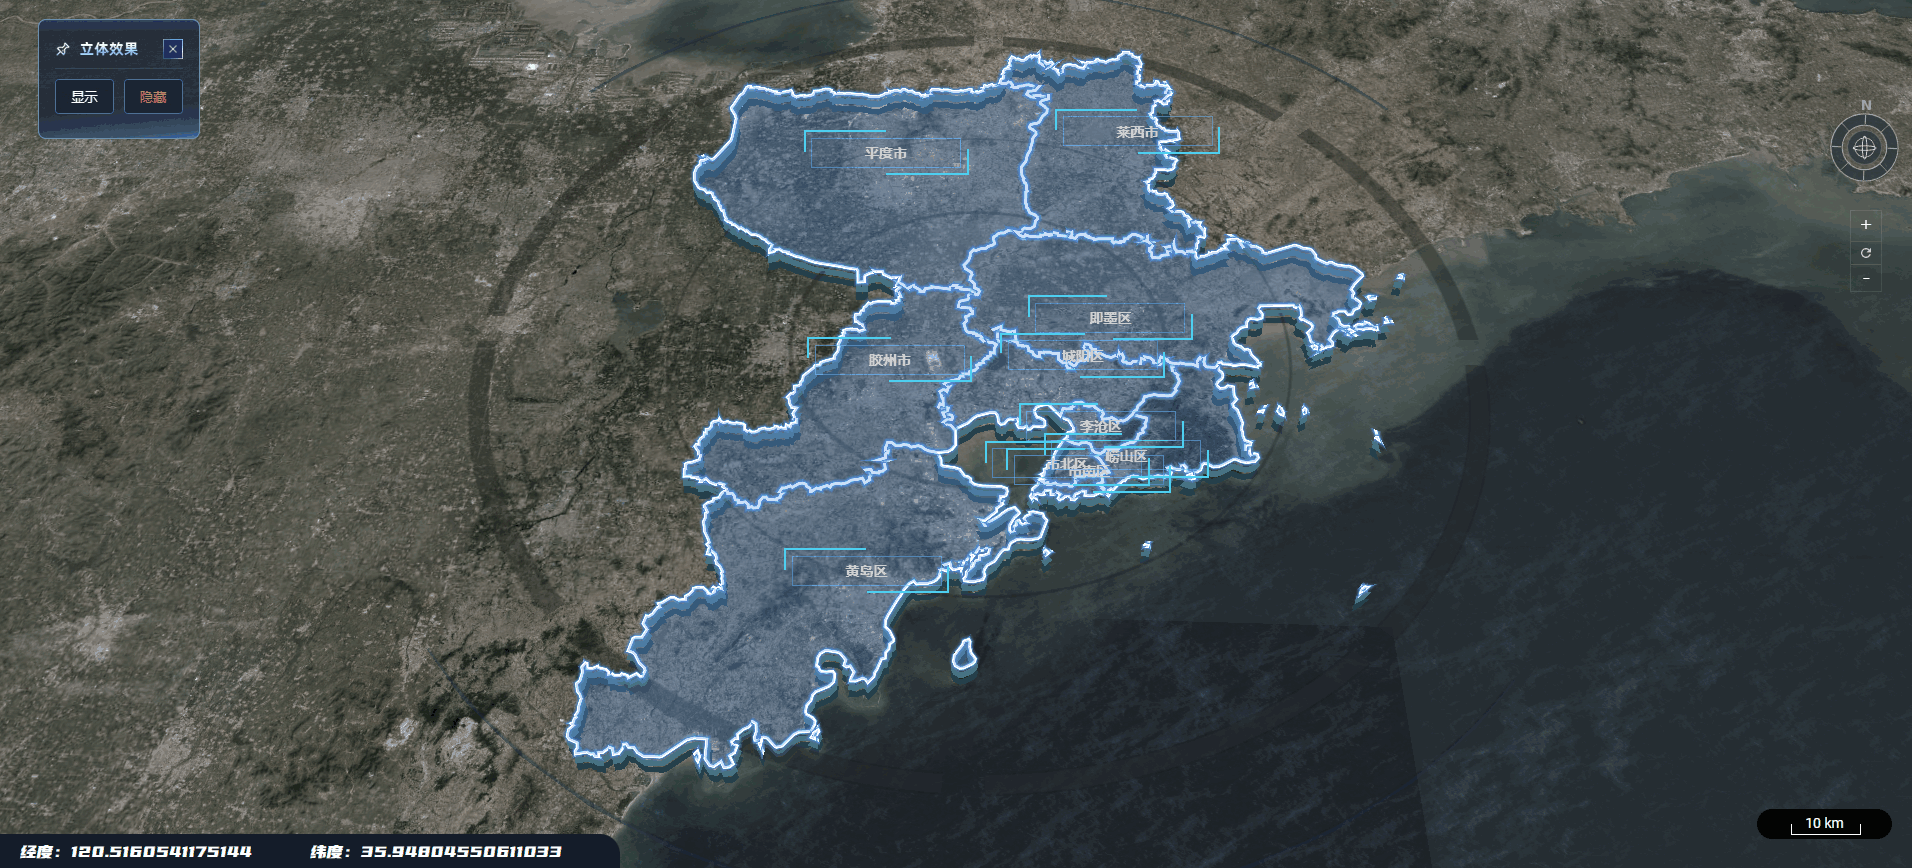 立体效果
显示 隐藏
莱西市
平度市
即墨区
城阳区
胶州市
李沧区
崂山区
市北区
市南区
黄岛区
N
+
-
10 km
经度：120.5160541175144 纬度：35.94804550611033